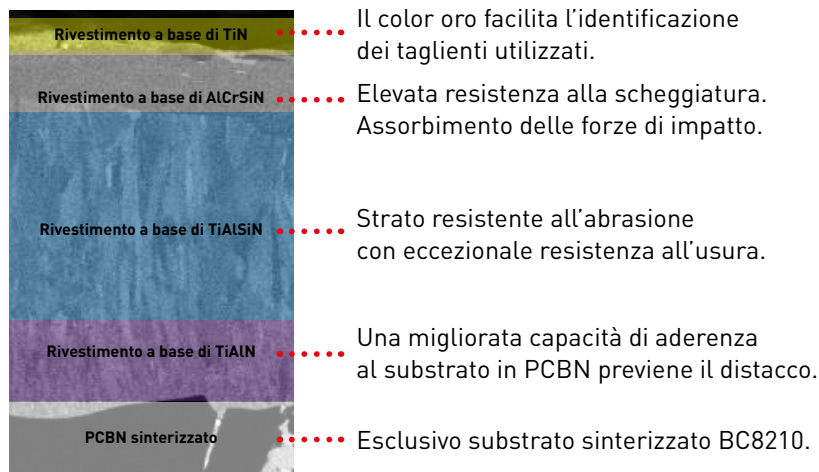 Rivestimento a base di TiN
Il color oro facilita l'identificazione
dei taglienti utilizzati.
Rivestimento a base di AlCrSiN
Elevata resistenza alla scheggiatura.
Assorbimento delle forze di impatto.
Rivestimento a base di TiAlSiN
Strato resistente all'abrasione
con eccezionale resistenza all'usura.
Rivestimento a base di TiAlN
Una migliorata capacità di aderenza
al substrato in PCBN previene il distacco.
PCBN sinterizzato
Esclusivo substrato sinterizzato BC8210.